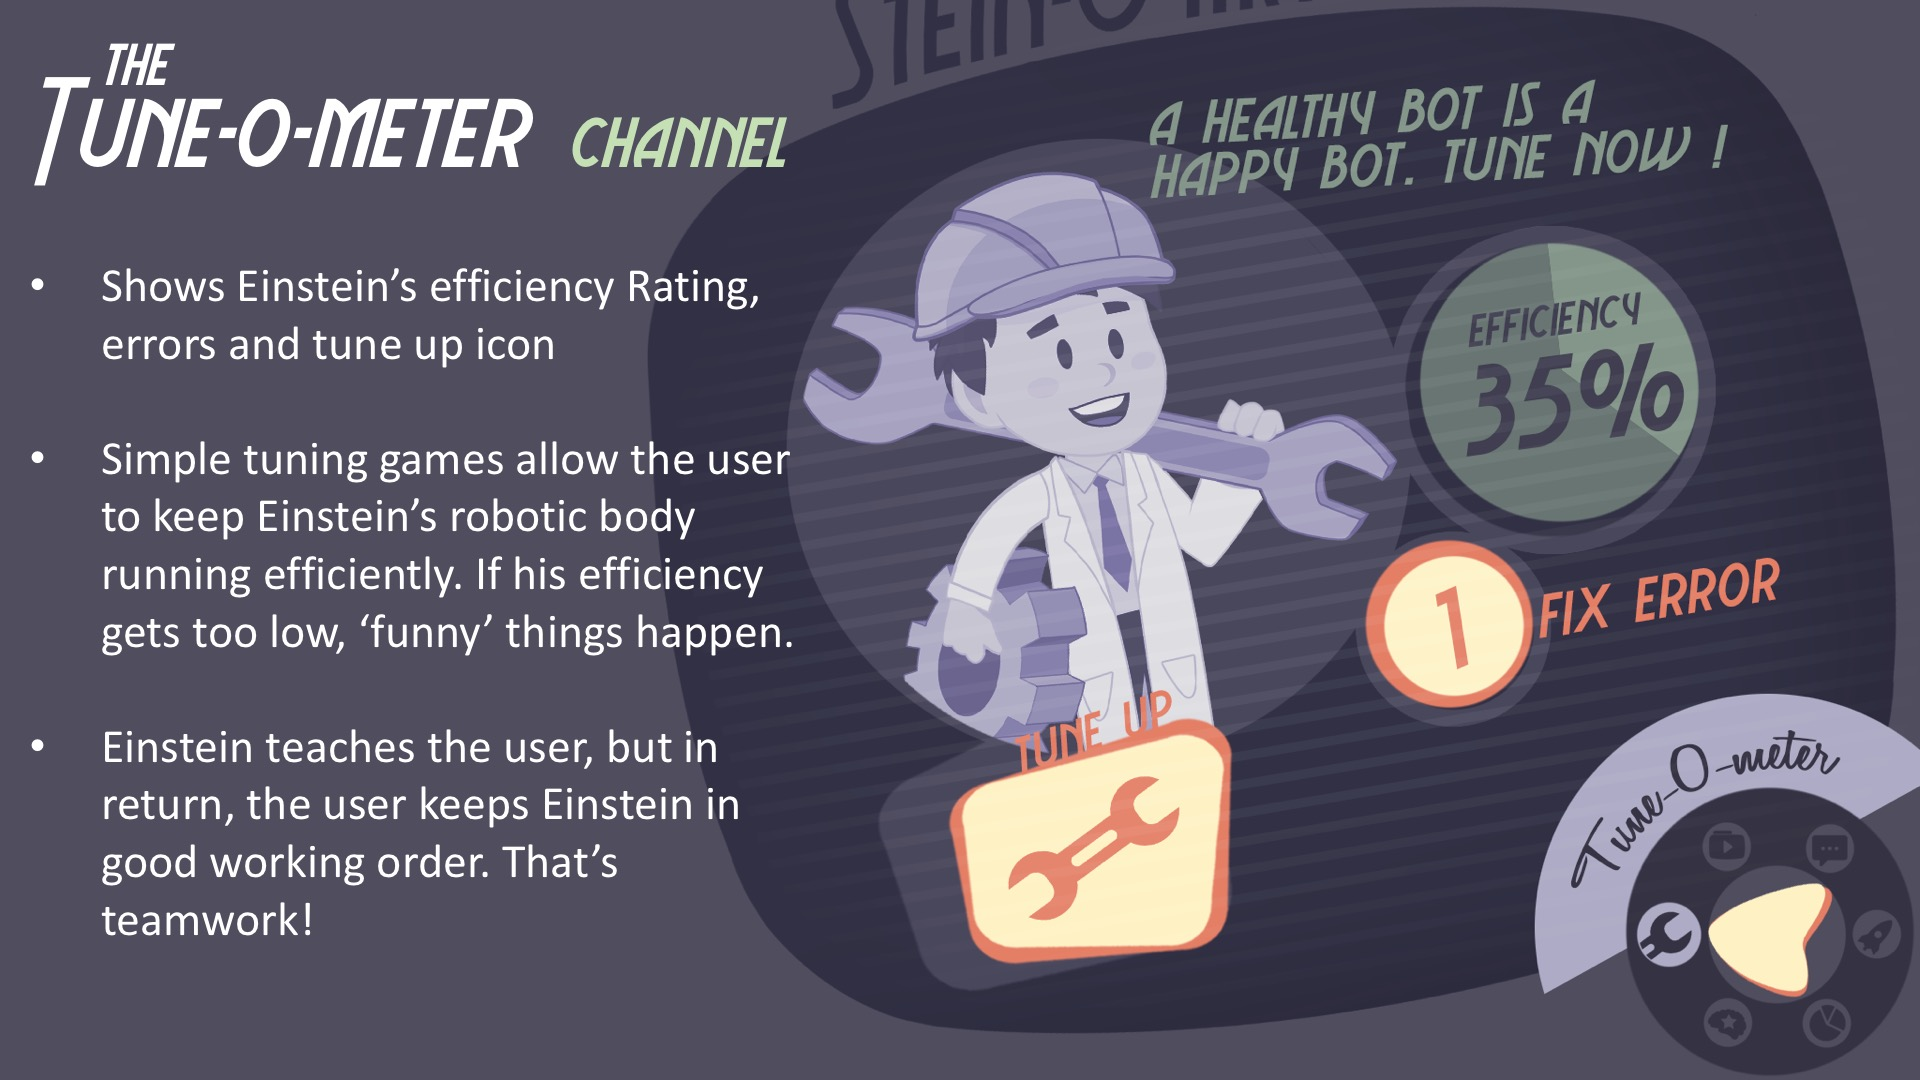 STEIN-O
THE
TUNE-O-METER CHANNEL
• Shows Einstein’s efficiency Rating,
errors and tune up icon
• Simple tuning games allow the user
to keep Einstein’s robotic body
running efficiently. If his efficiency
gets too low, ‘funny’ things happen.
• Einstein teaches the user, but in
return, the user keeps Einstein in
good working order. That’s
teamwork!
A HEALTHY BOT IS A
HAPPY BOT. TUNE NOW !
EFFICIENCY
35%
1 FIX ERROR
TUNE UP
Tune-O-meter